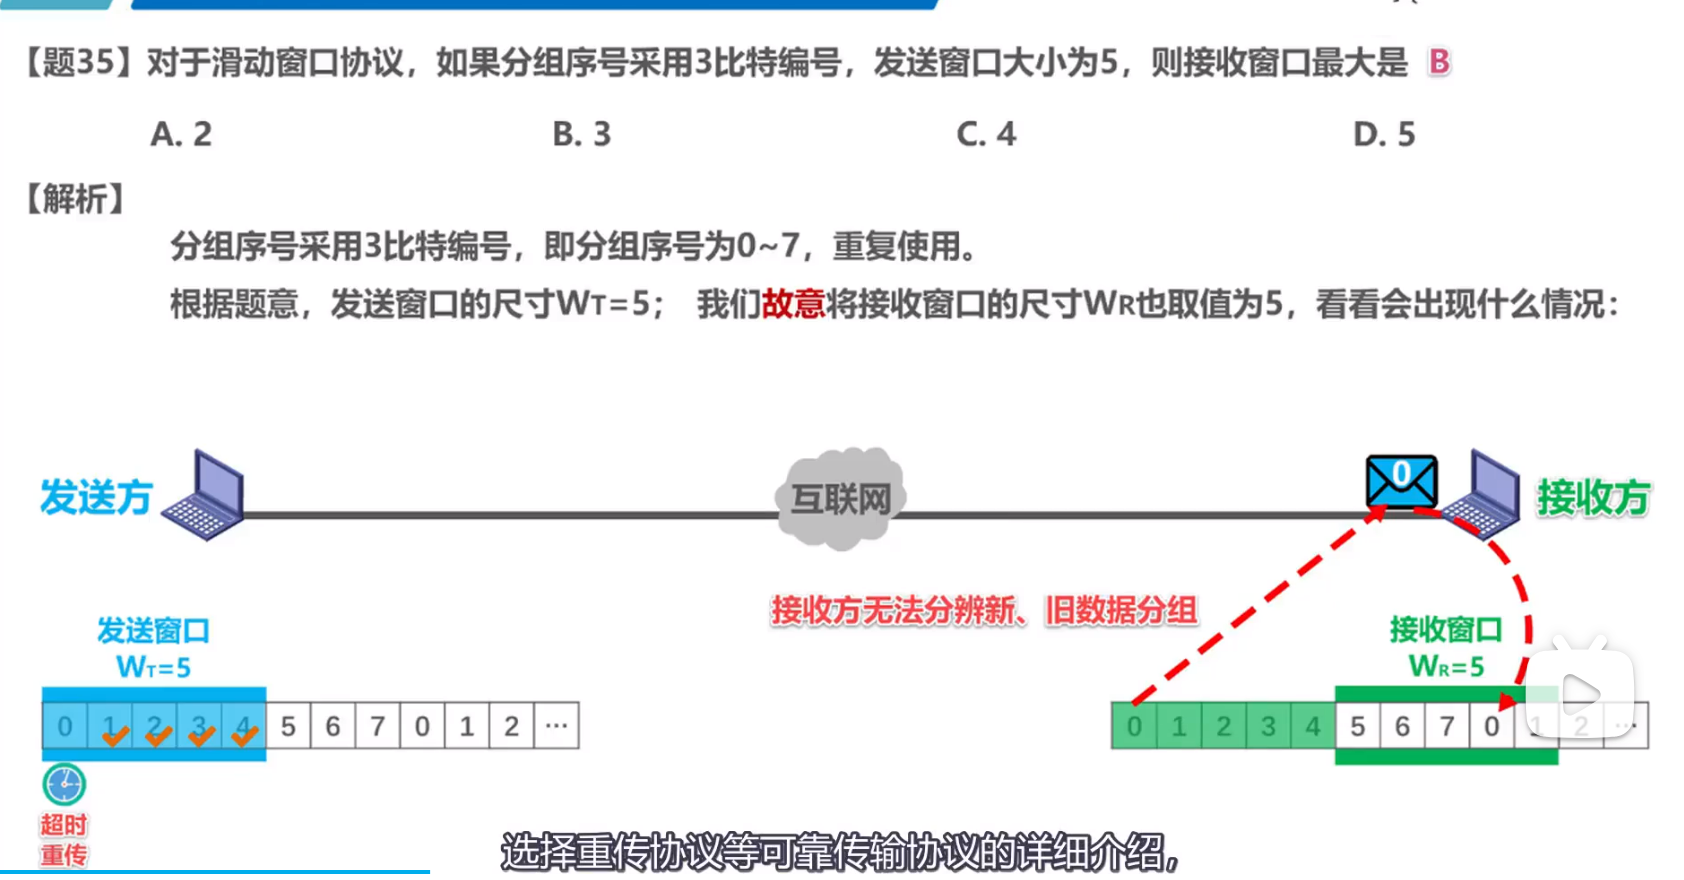 【题35】对于滑动窗口协议，如果分组序号采用3比特编号，发送窗口大小为5，则接收窗口最大是 B
A. 2 B. 3 C. 4 D. 5
【解析】
分组序号采用3比特编号，即分组序号为0~7，重复使用。
根据题意，发送窗口的尺寸WT=5； 我们故意将接收窗口的尺寸WR也取值为5，看看会出现什么情况：
发送方
互联网
0
接收方
接收方无法分辨新、旧数据分组
发送窗口
WT=5
0 1 2 3 4 5 6 7 0 1 2 ···
超时
重传
接收窗口
WR=5
0 1 2 3 4 5 6 7 0 1 2 ···
选择重传协议等可靠传输协议的详细介绍，